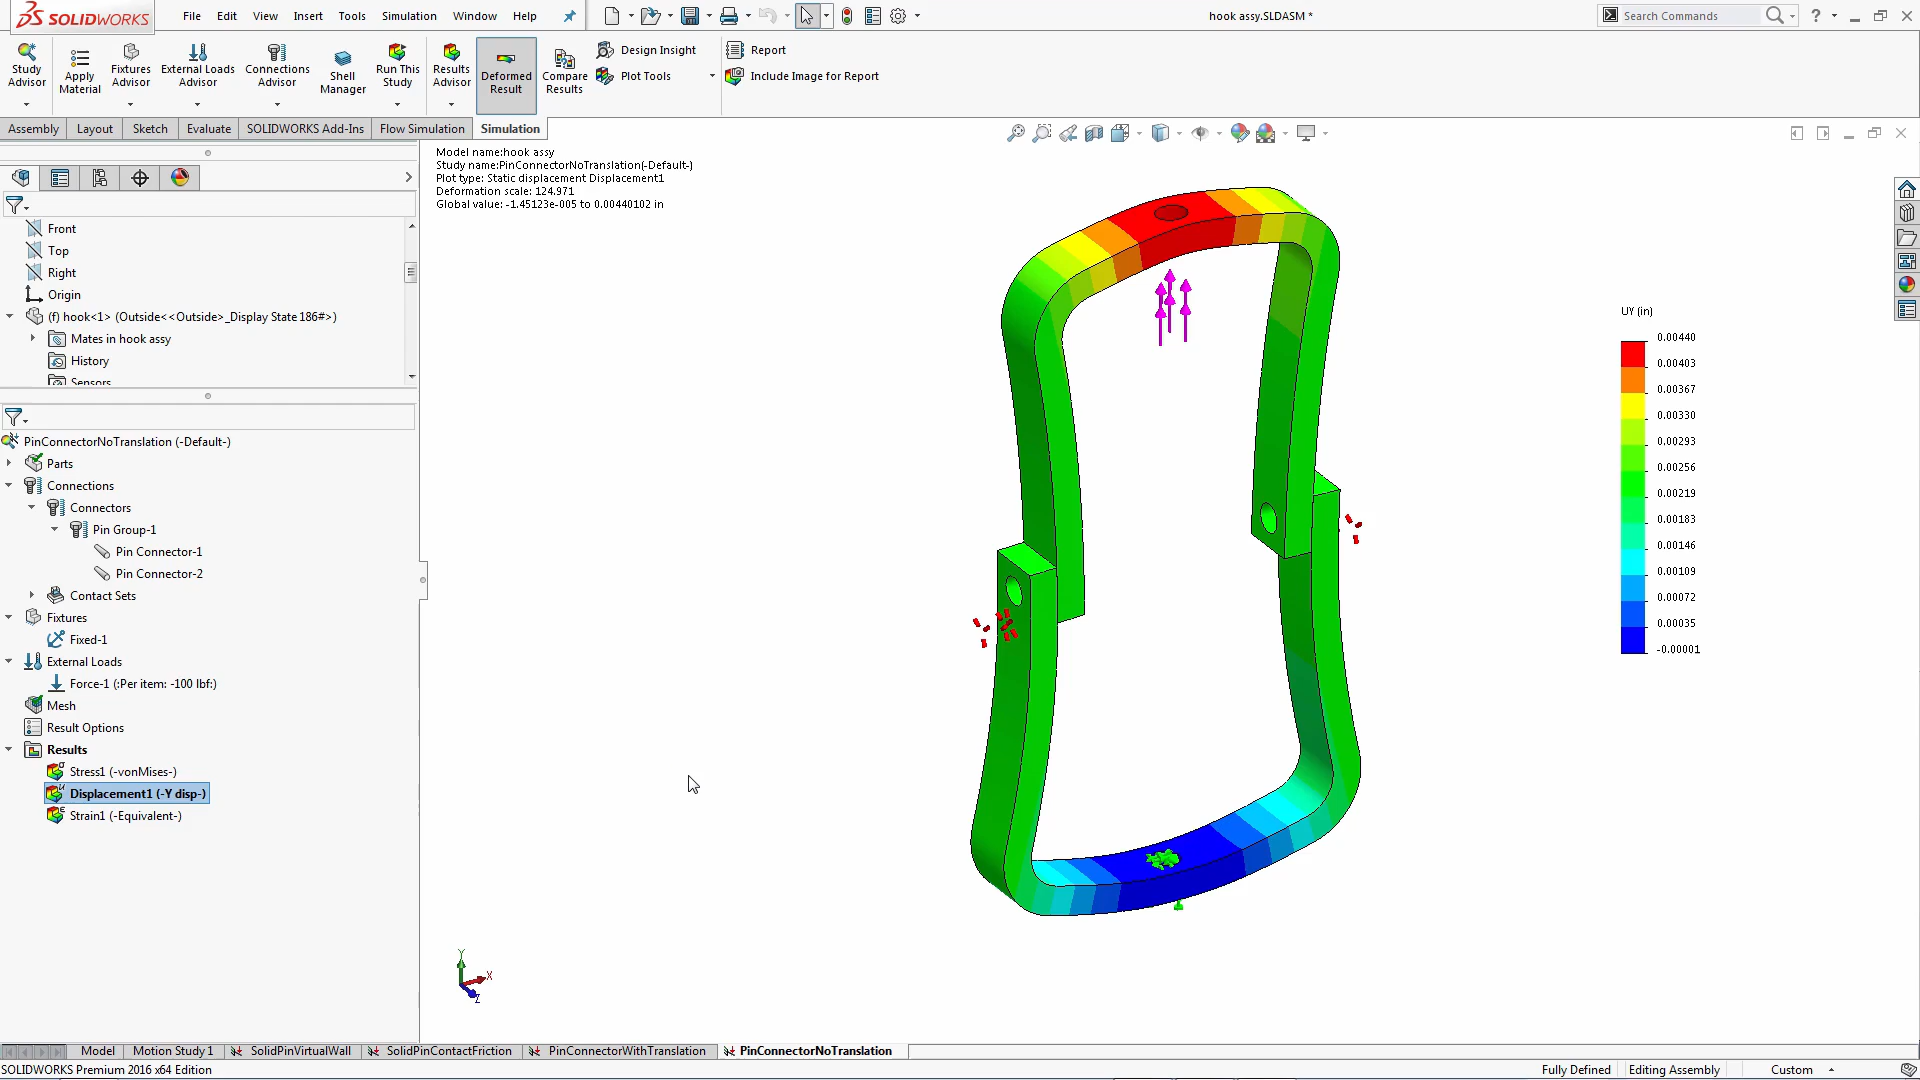 SOLIDWORKS
File Edit View Insert Tools Simulation Window Help
hook assy.SLDASM *
Search Commands
Study Advisor
Apply Material
Fixtures Advisor
External Loads Advisor
Connections Advisor
Shell Manager
Run This Study
Results Advisor
Deformed Result
Compare Results
Design Insight
Plot Tools
Report
Include Image for Report
Assembly Layout Sketch Evaluate SOLIDWORKS Add-Ins Flow Simulation Simulation
Front
Top
Right
Origin
(f) hook<1> (Outside<<Outside>_Display State 186#>)
Mates in hook assy
History
Sensors
PinConnectorNoTranslation (-Default-)
Parts
Connections
Connectors
Pin Group-1
Pin Connector-1
Pin Connector-2
Contact Sets
Fixtures
Fixed-1
External Loads
Force-1 (:Per item: -100 lbf:)
Mesh
Result Options
Results
Stress1 (-vonMises-)
Displacement1 (-Y disp-)
Strain1 (-Equivalent-)
Model name:hook assy
Study name:PinConnectorNoTranslation(-Default-)
Plot type: Static displacement Displacement1
Deformation scale: 124.971
Global value: -1.45123e-005 to 0.00440102 in
UY (in)
0.00440
0.00403
0.00367
0.00330
0.00293
0.00256
0.00219
0.00183
0.00146
0.00109
0.00072
0.00035
-0.00001
Y
X
Z
Model Motion Study 1 SolidPinVirtualWall SolidPinContactFriction PinConnectorWithTranslation PinConnectorNoTranslation
SOLIDWORKS Premium 2016 x64 Edition
Fully Defined Editing Assembly Custom